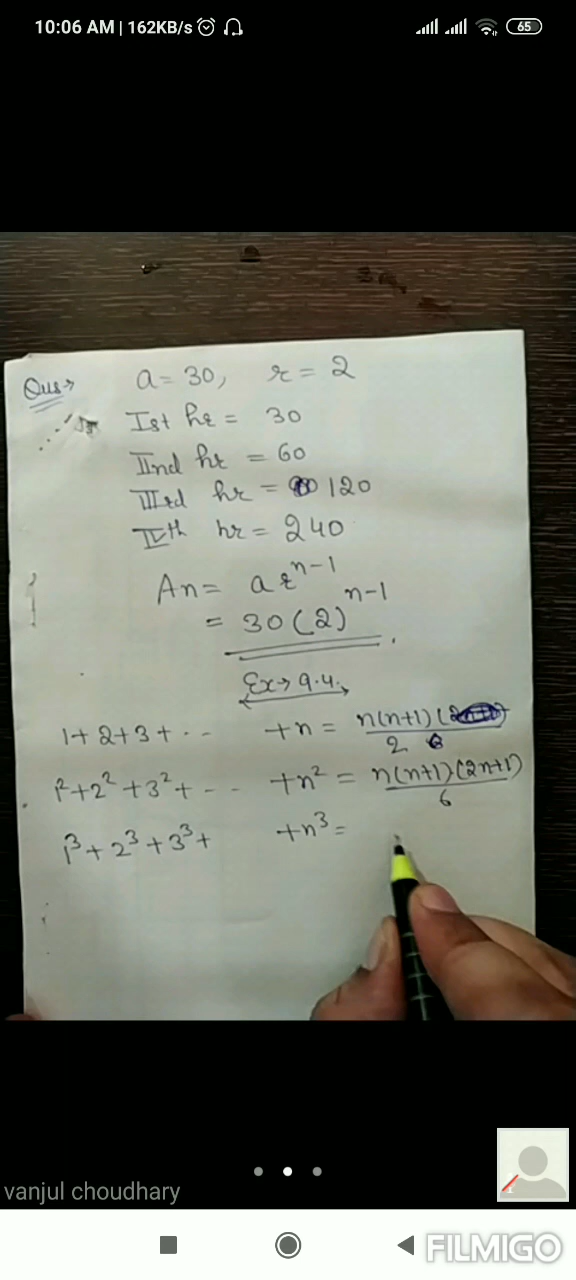 10:06 AM | 162KB/s
65
Qus→ a = 30, r = 2
Ist hr = 30
IInd hr = 60
IIIrd hr = 120
IVth hr = 240
An = ar^{n-1}
= 30(2)^{n-1}.
Ex→ 9.4.
1+2+3+ ·· +n = n(n+1) / 2
1²+2²+3²+ ·- - +n² = n(n+1)(2n+1) / 6
1³+2³+3³+ +n³ =
vanjul choudhary
FILMIGO